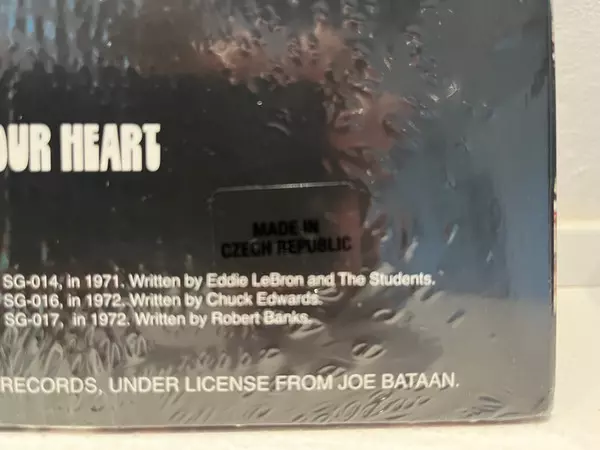 OUR HEART
MADE IN
CZECH REPUBLIC
SG-014, in 1971. Written by Eddie LeBron and The Students.
SG-016, in 1972. Written by Chuck Edwards.
SG-017, in 1972. Written by Robert Banks.
RECORDS, UNDER LICENSE FROM JOE BATAAN.